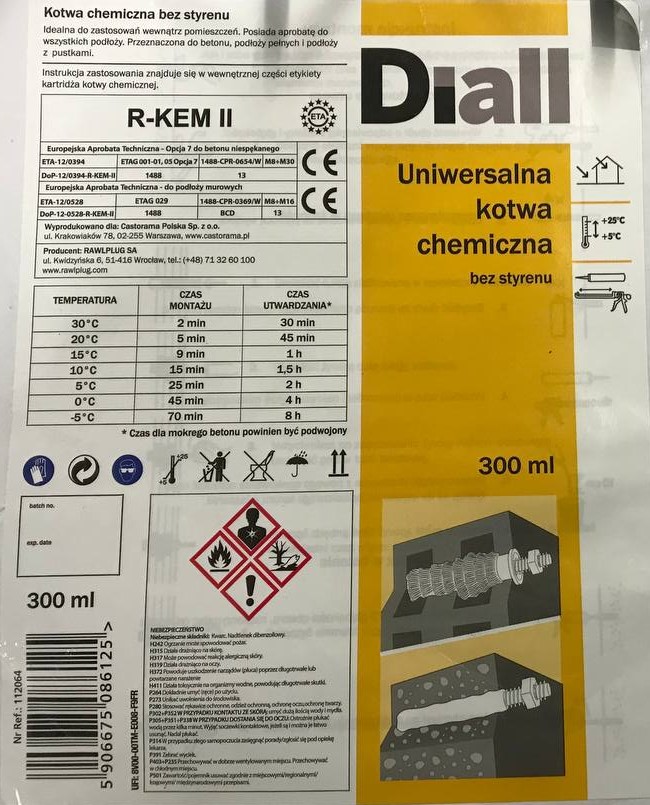 Kotwa chemiczna bez styrenu
Idealna do zastosowań wewnątrz pomieszczeń. Posiada aprobatę do
wszystkich podłoży. Przeznaczona do betonu, podłoży pełnych i podłoży
z pustkami.
Instrukcja zastosowania znajduje się w wewnętrznej części etykiety
kartridża kotwy chemicznej.
R-KEM II
ETA
Europejska Aprobata Techniczna - Opcja 7 do betonu niespękanego
ETA-12/0394 ETAG 001-01, 05 Opcja 7 1488-CPR-0654/W M8÷M30
DoP-12/0394-R-KEM-II 1488 13
CE
Europejska Aprobata Techniczna - do podłoży murowych
ETA-12/0528 ETAG 029 1488-CPR-0369/W M8÷M16
DoP-12-0528-R-KEM-II 1488 BCD 13
CE
Wyprodukowano dla: Castorama Polska Sp. z o.o.
ul. Krakowiaków 78, 02-255 Warszawa, www.castorama.pl
Producent: RAWLPLUG SA
ul. Kwidzyńska 6, 51-416 Wrocław, tel.: (+48) 71 32 60 100
www.rawlplug.com
TEMPERATURA CZAS MONTAŻU CZAS UTWARDZANIA*
30°C 2 min 30 min
20°C 5 min 45 min
15°C 9 min 1 h
10°C 15 min 1,5 h
5°C 25 min 2 h
0°C 45 min 4 h
-5°C 70 min 8 h
* Czas dla mokrego betonu powinien być podwojony
+25
+5
batch no.
exp. date
300 ml
Nr Ref.: 112064
5 906675 086125 >
UFI: 8V00-00TM-E008-F9FR
NIEBEZPIECZEŃSTWO
Niebezpieczne składniki: Kwarc, Nadtlenek dibenzoilowy.
H242 Ogrzanie może spowodować pożar.
H315 Działa drażniąco na skórę.
H317 Może powodować reakcję alergiczną skóry.
H319 Działa drażniąco na oczy.
H372 Powoduje uszkodzenie narządów (płuca) poprzez długotrwałe lub
powtarzane narażenie
H411 Działa toksycznie na organizmy wodne, powodując długotrwałe skutki.
P264 Dokładnie umyć ręce po użyciu.
P273 Unikać uwolnienia do środowiska.
P280 Stosować rękawice ochronne, odzież ochronną, ochronę oczu, ochronę twarzy.
P302+P352 W PRZYPADKU KONTAKTU ZE SKÓRĄ: umyć dużą ilością wody i mydła.
P305+P351+P338 W PRZYPADKU DOSTANIA SIĘ DO OCZU: Ostrożnie płukać
wodą przez kilka minut. Wyjąć soczewki kontaktowe, jeżeli są i można je łatwo
usunąć. Nadal płukać.
P314 W przypadku złego samopoczucia zasięgnąć porady/zgłosić się pod opiekę
lekarza.
P391 Zebrać wyciek.
P403+P235 Przechowywać w dobrze wentylowanym miejscu. Przechowywać
w chłodnym miejscu.
P501 Zawartość/pojemnik usuwać zgodnie z miejscowymi/regionalnymi/
krajowymi/ międzynarodowymi przepisami.
Diall
Uniwersalna
kotwa
chemiczna
bez styrenu
+25°C
+5°C
300 ml